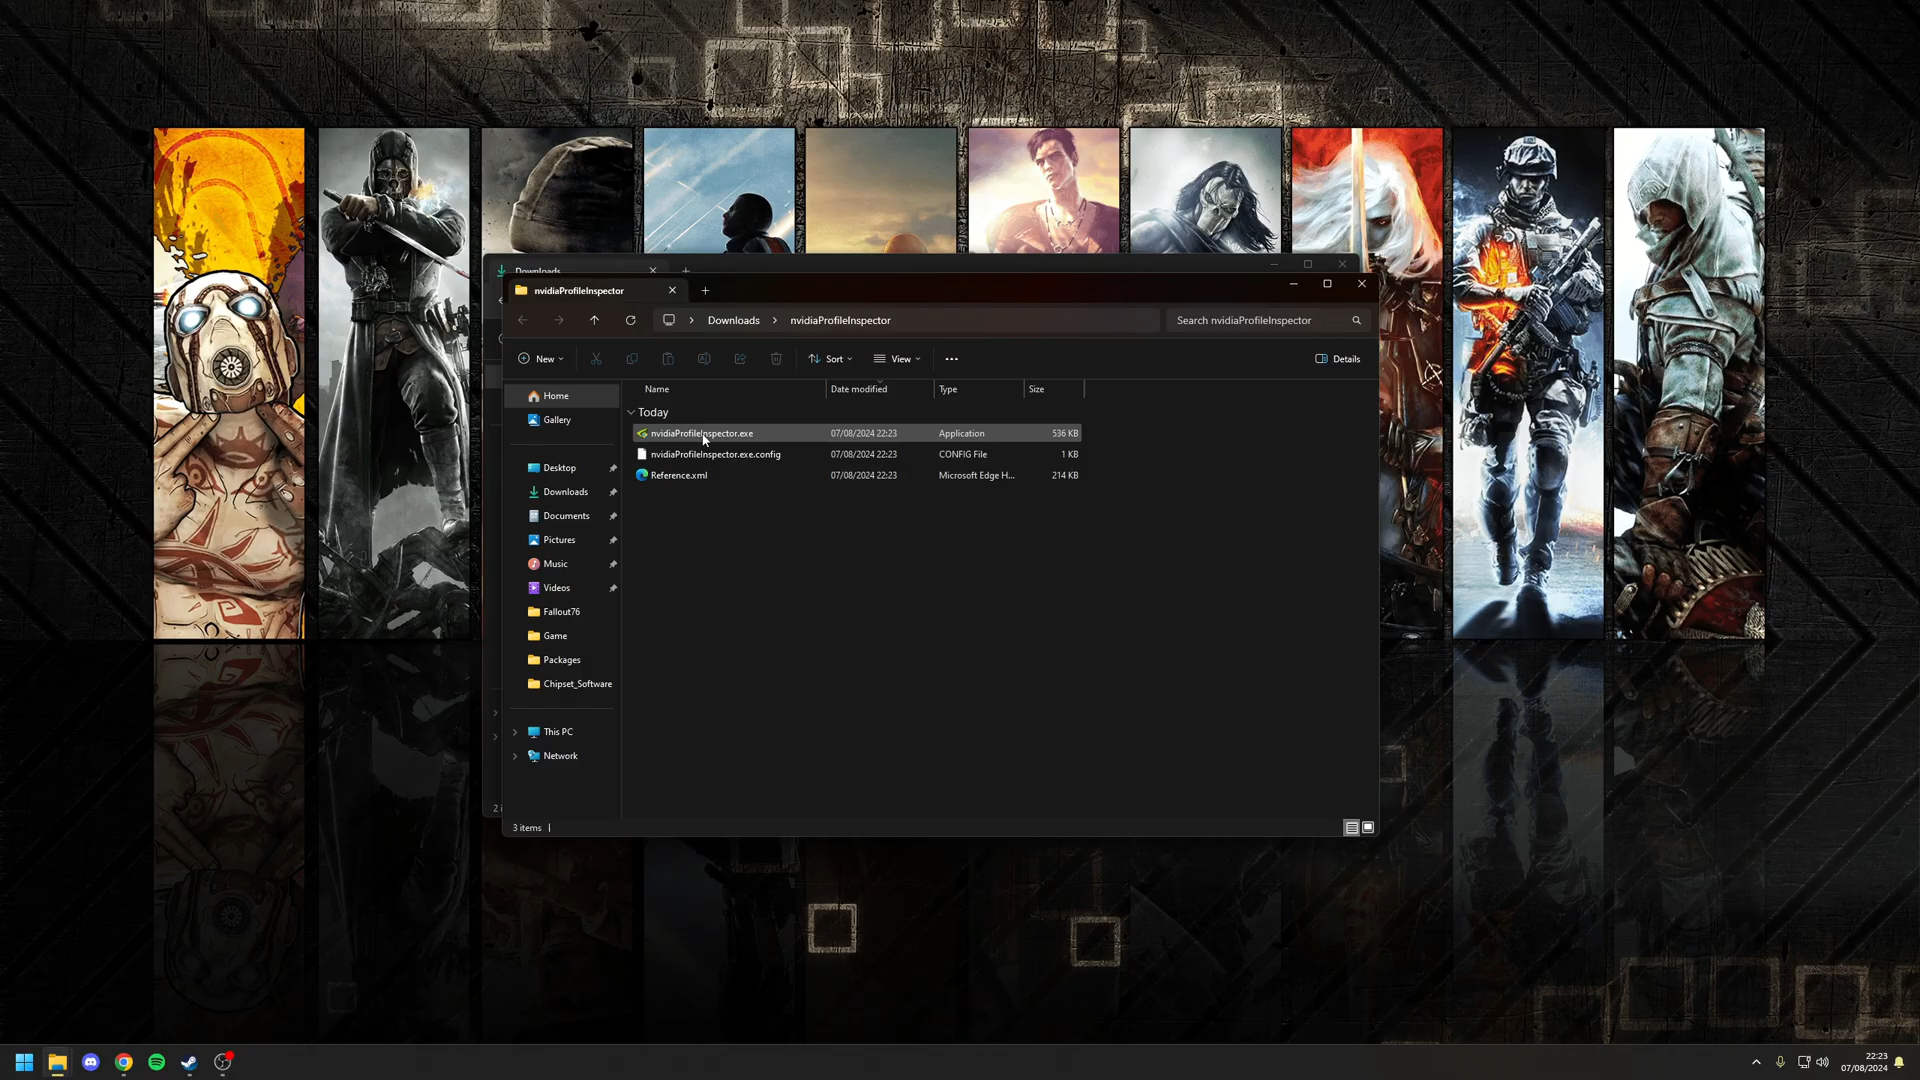 Downloads
nvidiaProfileInspector
Downloads
nvidiaProfileInspector
Search nvidiaProfileInspector
New
Sort
View
Details
Name
Date modified
Type
Size
Home
Gallery
Today
nvidiaProfileInspector.exe
07/08/2024 22:23
Application
536 KB
nvidiaProfileInspector.exe.config
07/08/2024 22:23
CONFIG File
1 KB
Reference.xml
07/08/2024 22:23
Microsoft Edge H...
214 KB
Desktop
Downloads
Documents
Pictures
Music
Videos
Fallout76
Game
Packages
Chipset_Software
This PC
Network
3 items
22:23
07/08/2024